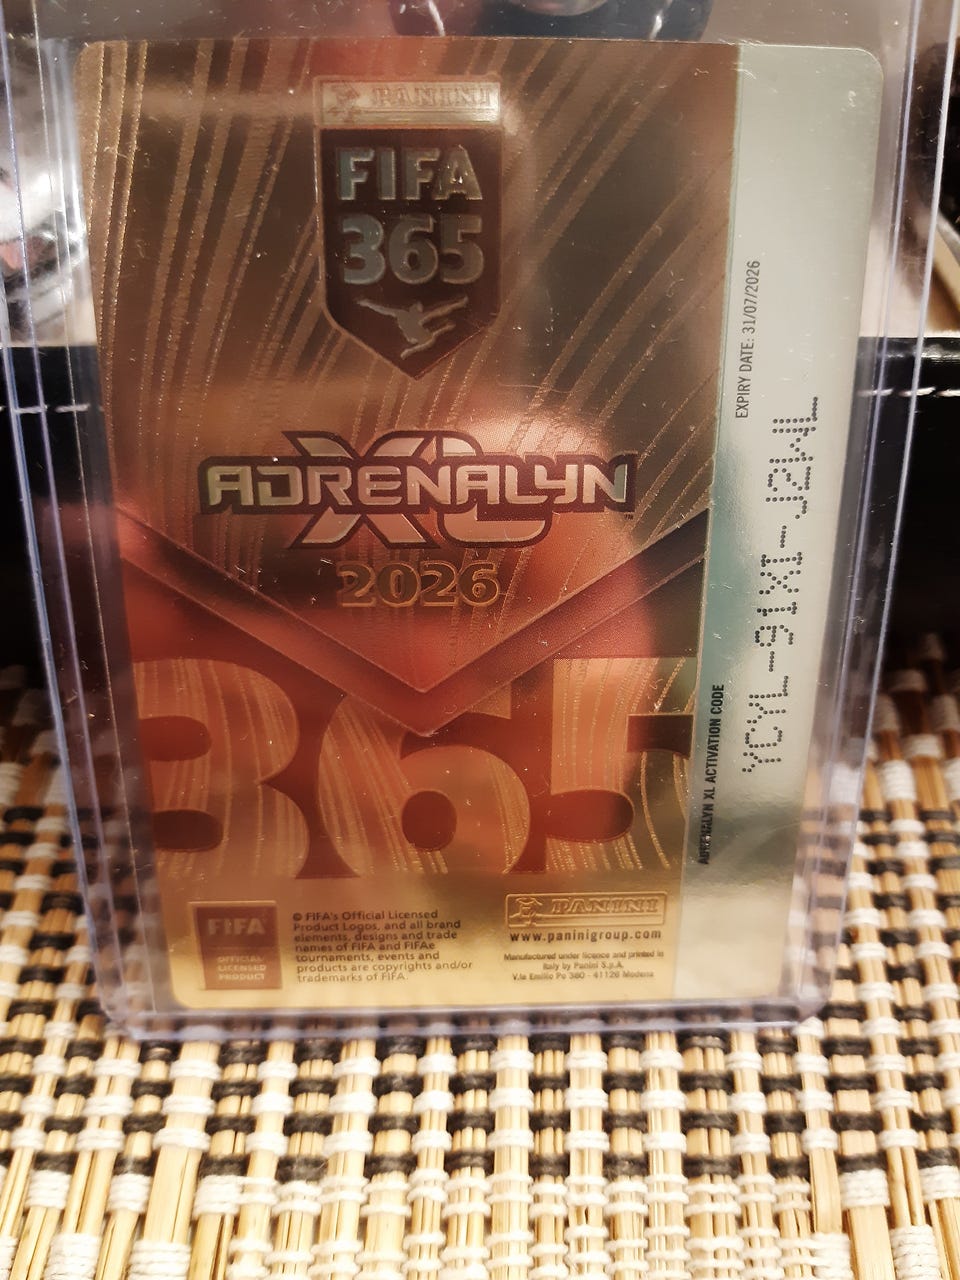 PANINI
FIFA
365
ADRENALYN
XL
2026
365
EXPIRY DATE: 31/07/2026
ADRENALYN XL ACTIVATION CODE
YCYL-91XI-J2WL
FIFA
OFFICIAL
LICENSED
PRODUCT
© FIFA's Official Licensed
Product Logos, and all brand
elements, designs and trade
names of FIFA and FIFAe
tournaments, events and
products are copyrights and/or
trademarks of FIFA
PANINI
www.paninigroup.com
Manufactured under licence and printed in
Italy by Panini S.p.A.
V.le Emilio Po 380 - 41126 Modena